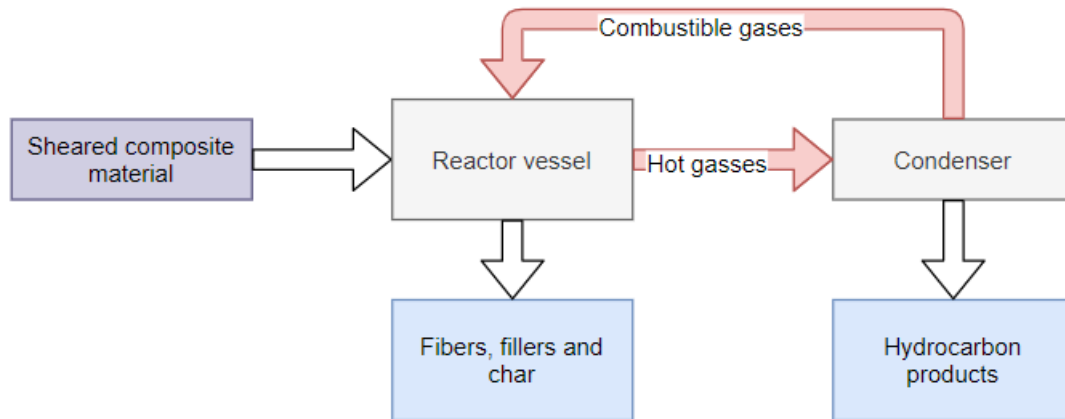 Combustible gases
Sheared composite
material
Reactor vessel
Hot gasses
Condenser
Fibers, fillers and
char
Hydrocarbon
products